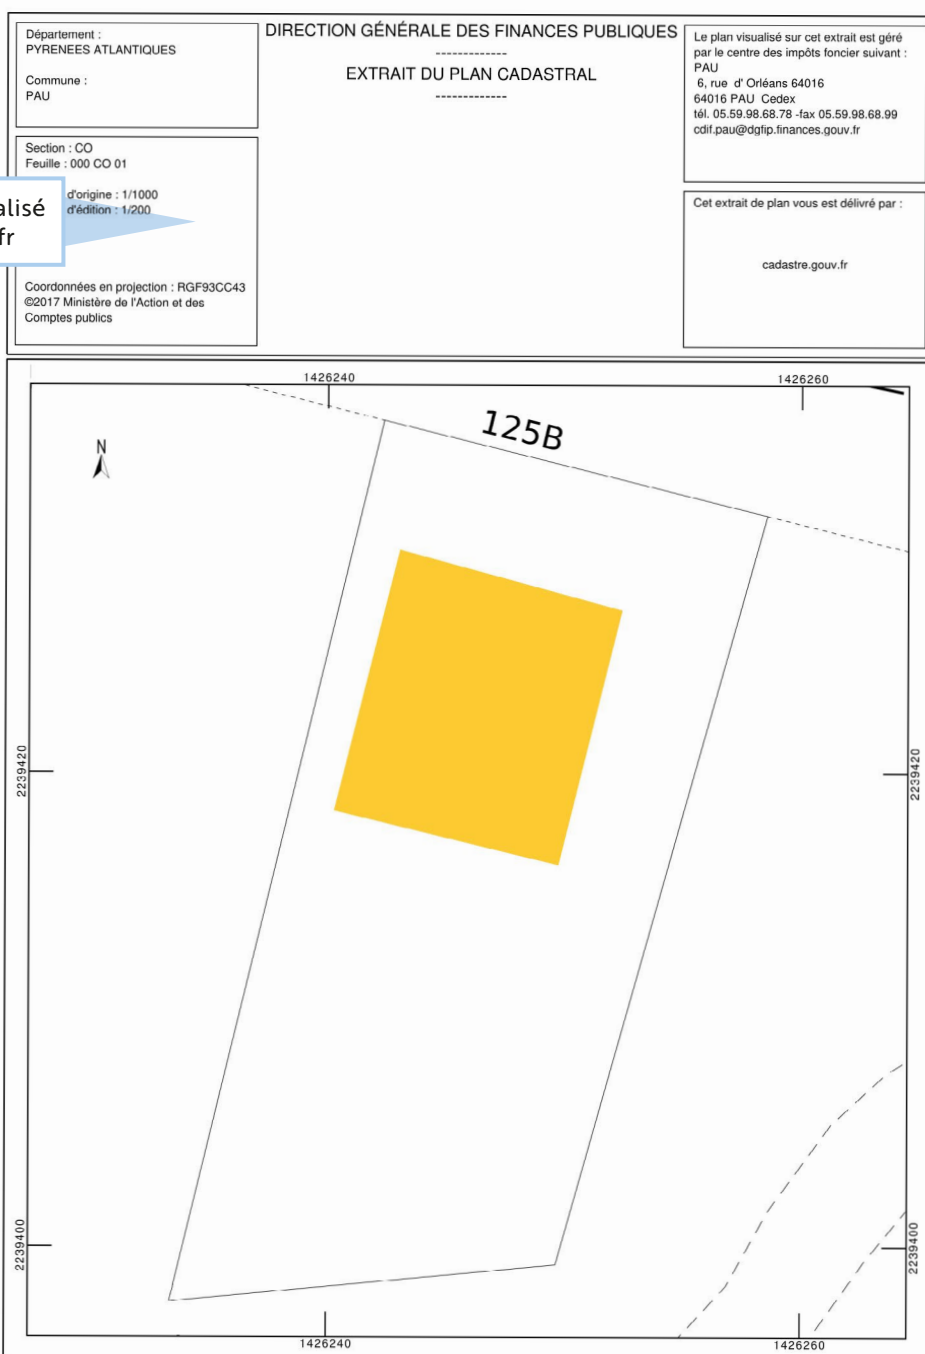 Département :
PYRENEES ATLANTIQUES
Commune :
PAU
DIRECTION GÉNÉRALE DES FINANCES PUBLIQUES
-------------
EXTRAIT DU PLAN CADASTRAL
-------------
Le plan visualisé sur cet extrait est géré
par le centre des impôts foncier suivant :
PAU
6, rue d' Orléans 64016
64016 PAU Cedex
tél. 05.59.98.68.78 -fax 05.59.98.68.99
cdif.pau@dgfip.finances.gouv.fr
Section : CO
Feuille : 000 CO 01
d'origine : 1/1000
d'édition : 1/200
alisé
fr
Coordonnées en projection : RGF93CC43
©2017 Ministère de l'Action et des
Comptes publics
Cet extrait de plan vous est délivré par :
cadastre.gouv.fr
1426240
1426260
N
125B
2239420
2239420
2239400
2239400
1426240
1426260